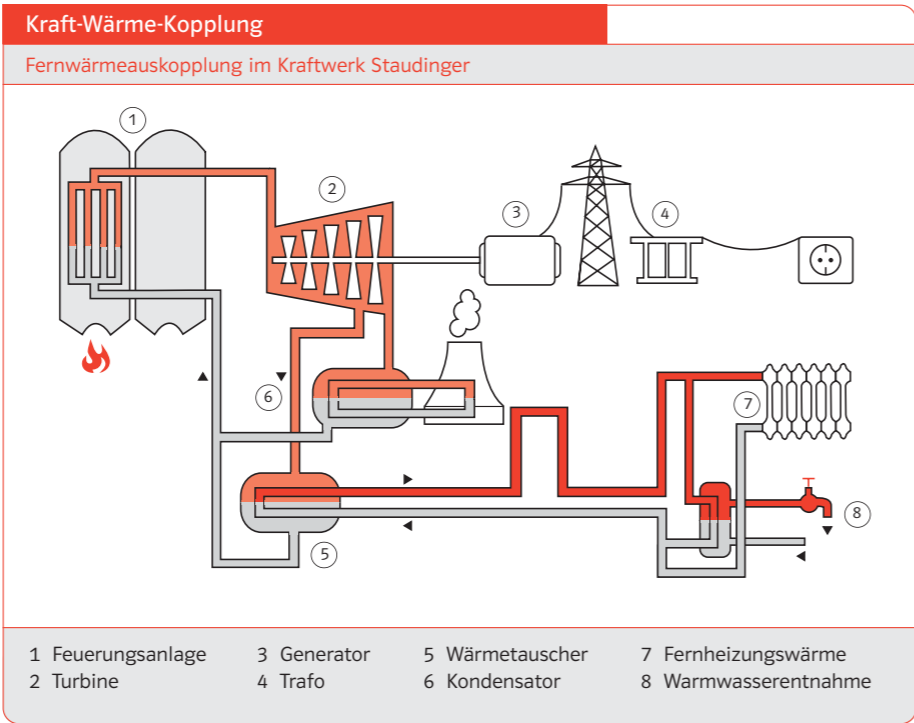 Kraft-Wärme-Kopplung
Fernwärmeauskopplung im Kraftwerk Staudinger
1
2
3
4
6
7
8
5
1 Feuerungsanlage
3 Generator
5 Wärmetauscher
7 Fernheizungswärme
2 Turbine
4 Trafo
6 Kondensator
8 Warmwasserentnahme